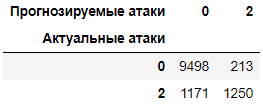 Прогнозируемые атаки 0 2
Актуальные атаки
0 9498 213
2 1171 1250